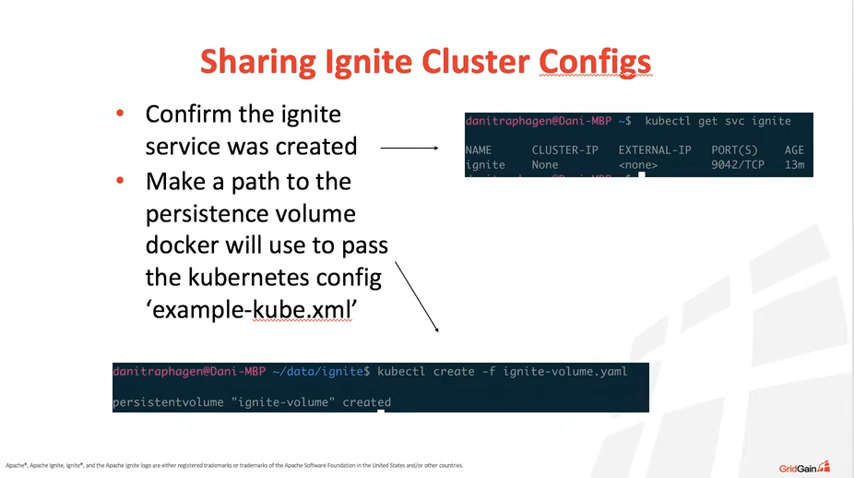 Sharing Ignite Cluster Configs
• Confirm the ignite
service was created
• Make a path to the
persistence volume
docker will use to pass
the kubernetes config
‘example-kube.xml’
danitraphagen@Dani-MBP ~$ kubectl get svc ignite
NAME CLUSTER-IP EXTERNAL-IP PORT(S) AGE
ignite None <none> 9042/TCP 13m
danitraphagen@Dani-MBP ~/data/ignite$ kubectl create -f ignite-volume.yaml
persistentvolume "ignite-volume" created
Apache®, Apache Ignite, Ignite®, and the Apache Ignite logo are either registered trademarks or trademarks of the Apache Software Foundation in the United States and/or other countries.
GridGain